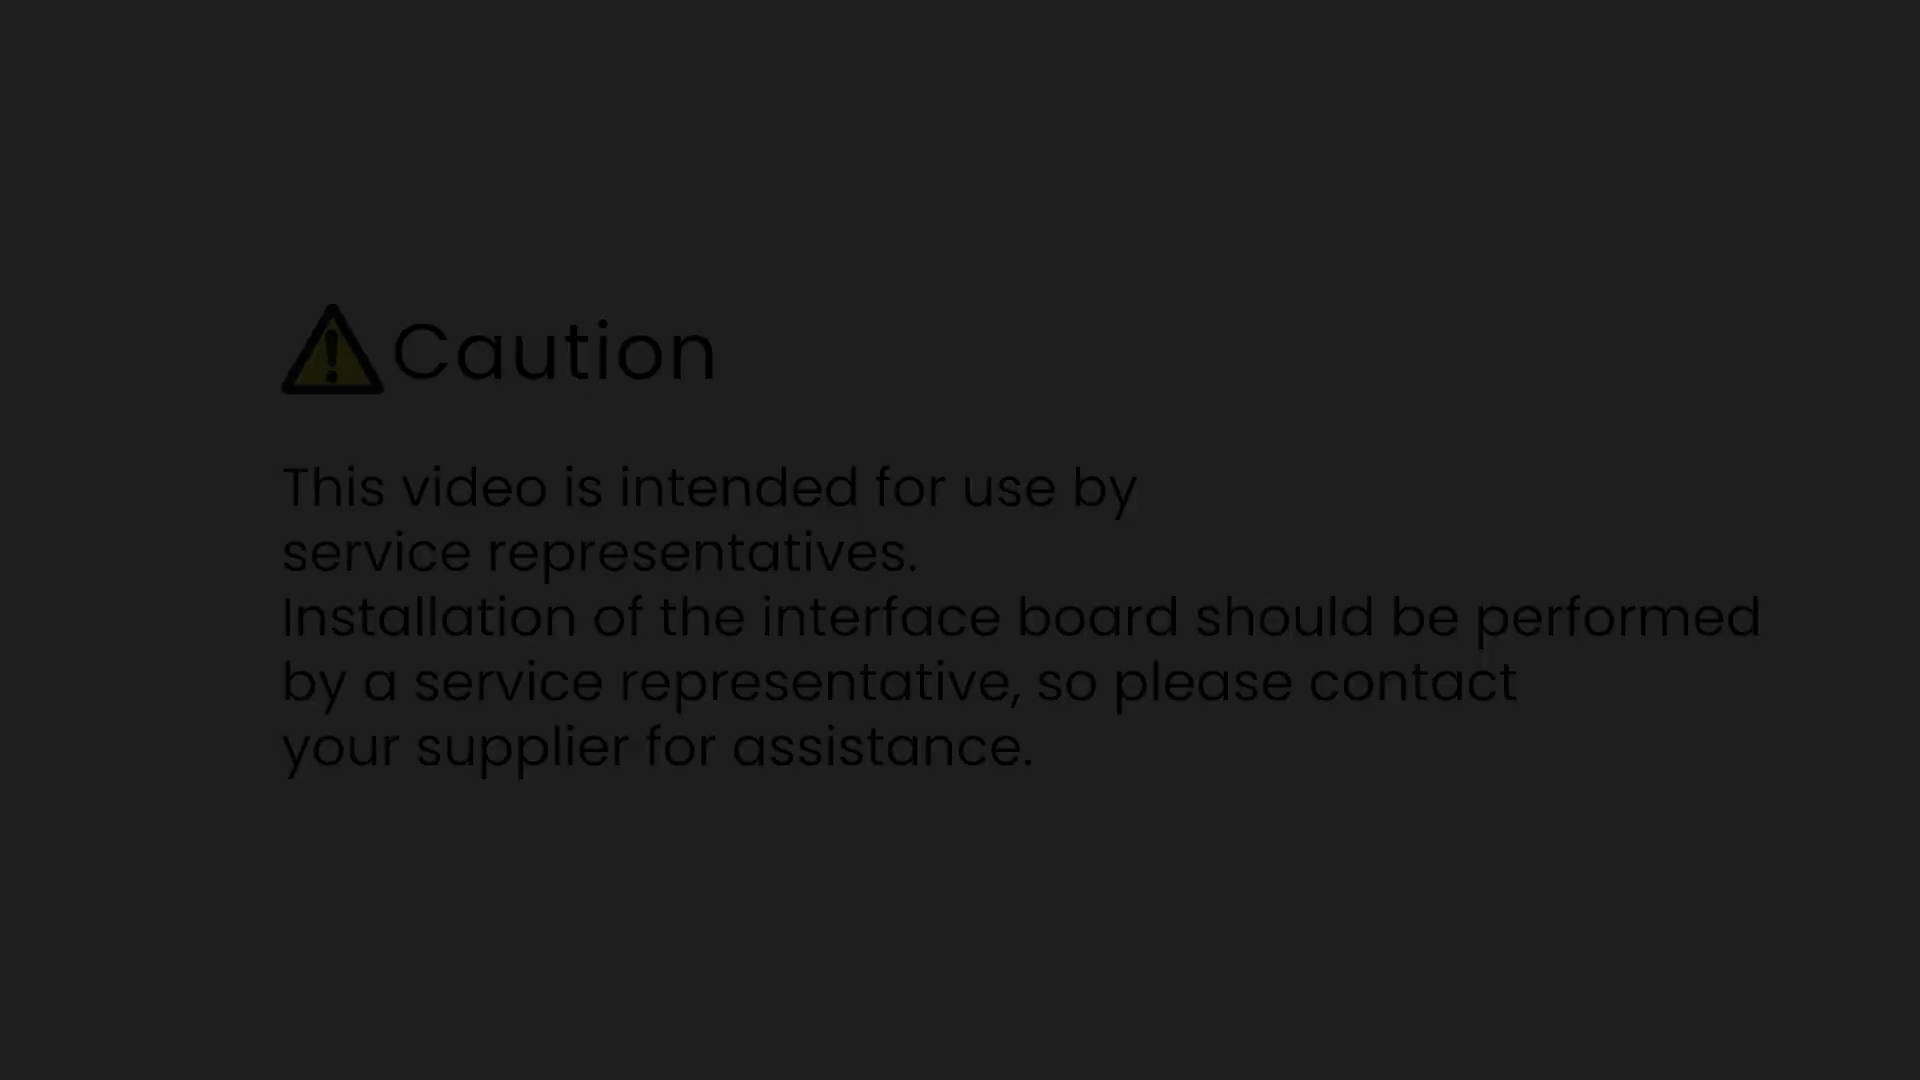 Caution
This video is intended for use by
service representatives.
Installation of the interface board should be performed
by a service representative, so please contact
your supplier for assistance.